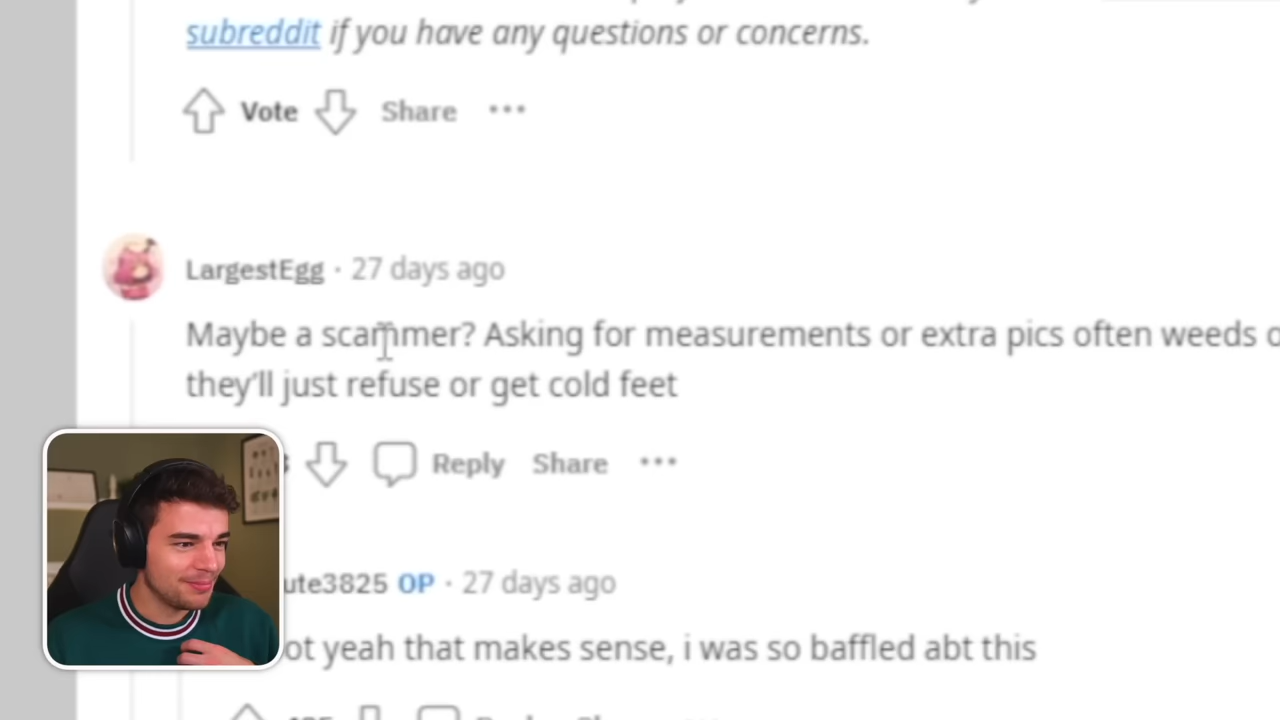 subreddit if you have any questions or concerns.
Vote Share
LargestEgg · 27 days ago
Maybe a scammer? Asking for measurements or extra pics often weeds
they'll just refuse or get cold feet
Reply Share
ute3825 OP · 27 days ago
ot yeah that makes sense, i was so baffled abt this